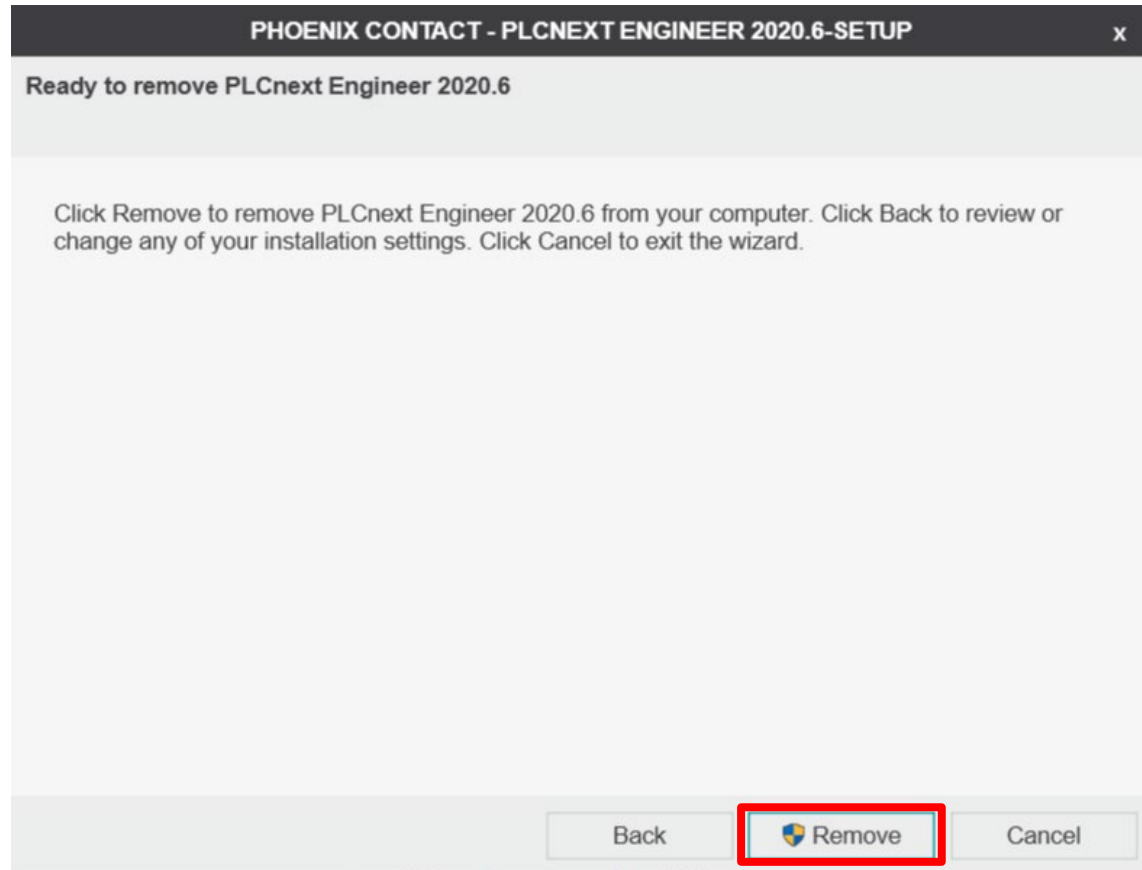 PHOENIX CONTACT - PLCNEXT ENGINEER 2020.6-SETUP x
Ready to remove PLCnext Engineer 2020.6
Click Remove to remove PLCnext Engineer 2020.6 from your computer. Click Back to review or
change any of your installation settings. Click Cancel to exit the wizard.
Back Remove Cancel